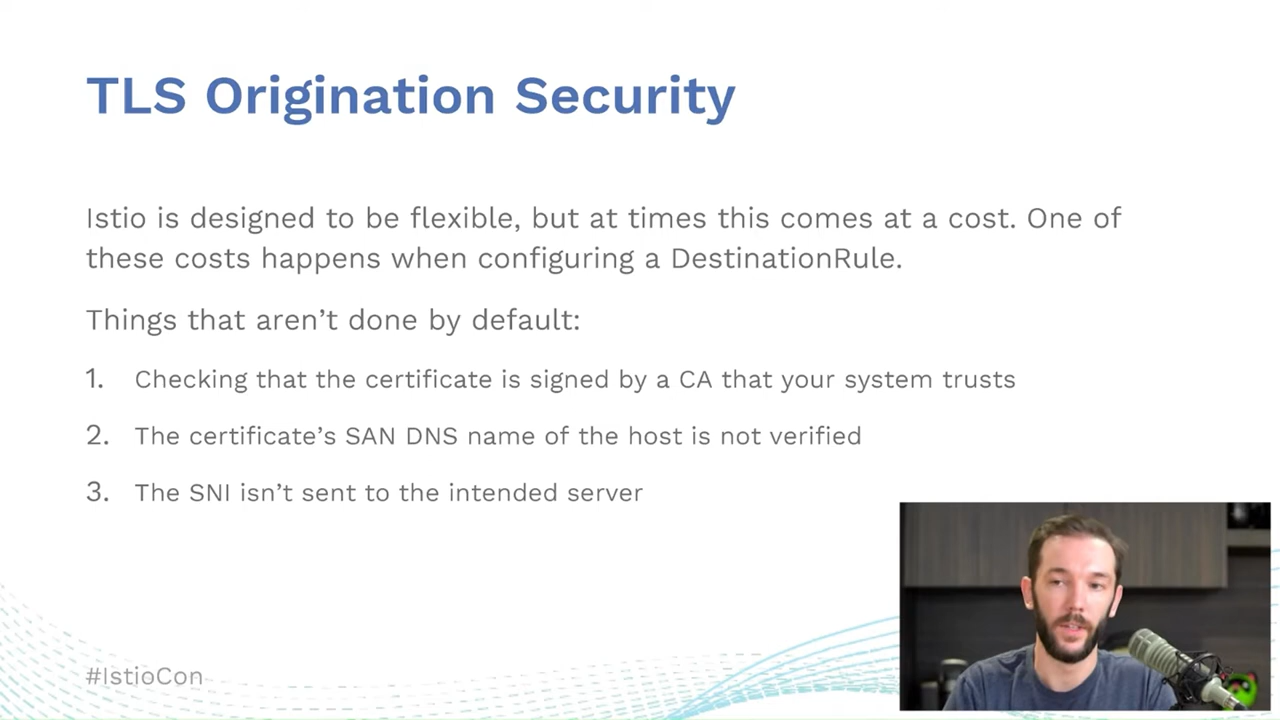 TLS Origination Security
Istio is designed to be flexible, but at times this comes at a cost. One of
these costs happens when configuring a DestinationRule.
Things that aren’t done by default:
1. Checking that the certificate is signed by a CA that your system trusts
2. The certificate’s SAN DNS name of the host is not verified
3. The SNI isn’t sent to the intended server
#IstioCon